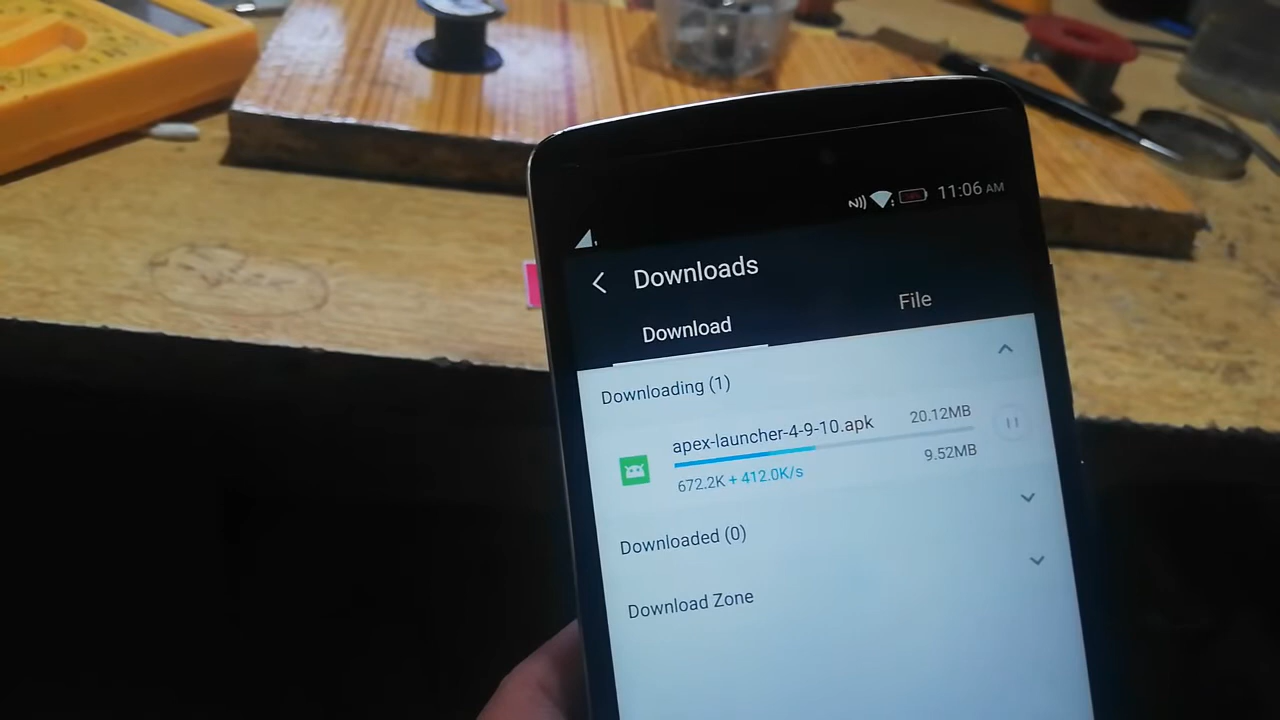 11:06 AM
Downloads
Download
File
Downloading (1)
apex-launcher-4-9-10.apk
20.12MB
672.2K + 412.0K/s
9.52MB
Downloaded (0)
Download Zone